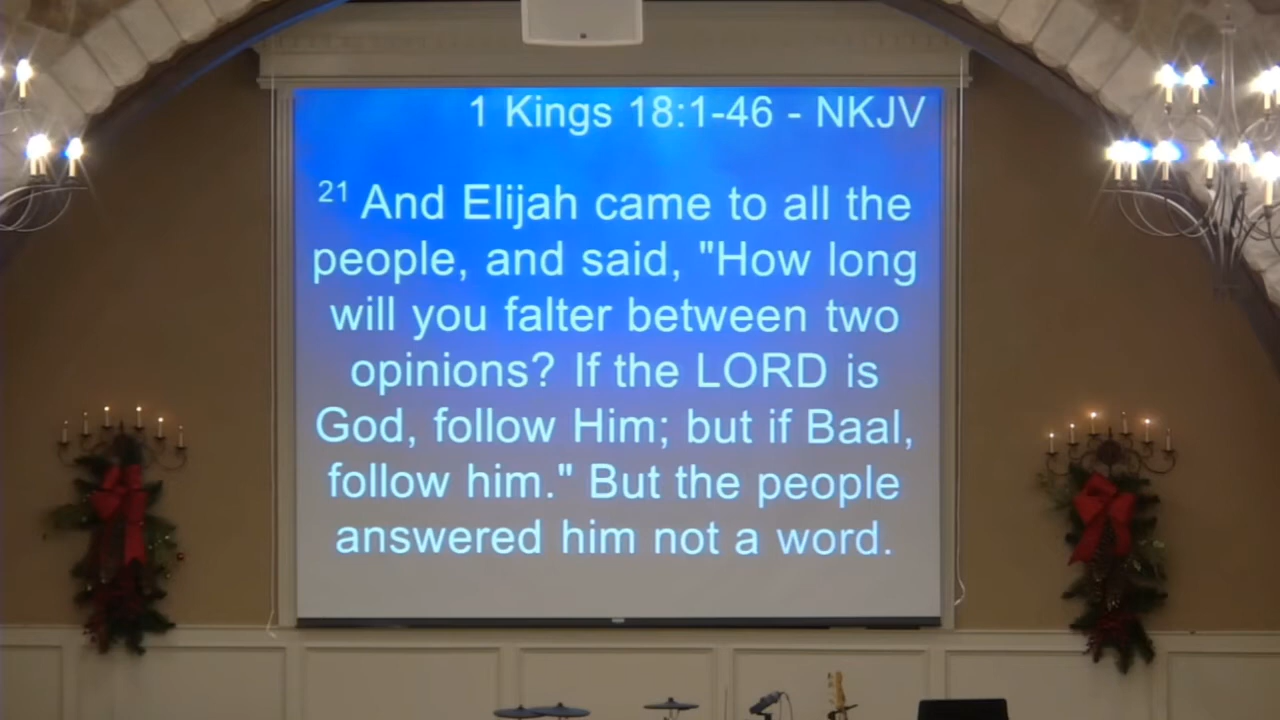 1 Kings 18:1-46 - NKJV
21 And Elijah came to all the
people, and said, "How long
will you falter between two
opinions? If the LORD is
God, follow Him; but if Baal,
follow him." But the people
answered him not a word.